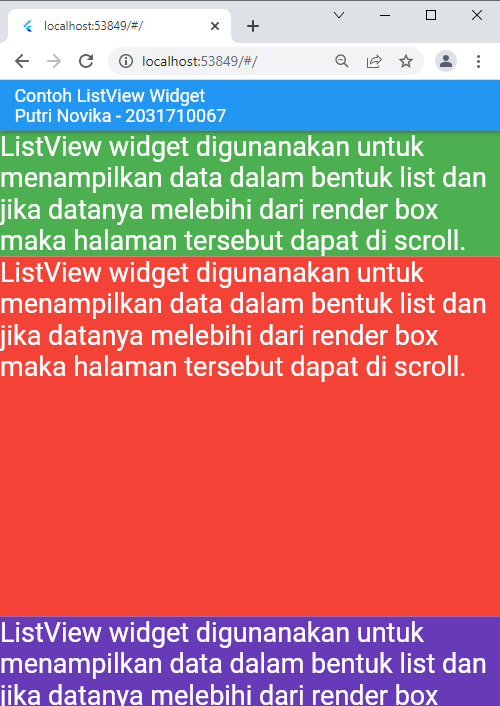 localhost:53849/#/
localhost:53849/#/
Contoh ListView Widget
Putri Novika - 2031710067
ListView widget digunanakan untuk
menampilkan data dalam bentuk list dan
jika datanya melebihi dari render box
maka halaman tersebut dapat di scroll.
ListView widget digunanakan untuk
menampilkan data dalam bentuk list dan
jika datanya melebihi dari render box
maka halaman tersebut dapat di scroll.
ListView widget digunanakan untuk
menampilkan data dalam bentuk list dan
jika datanya melebihi dari render box